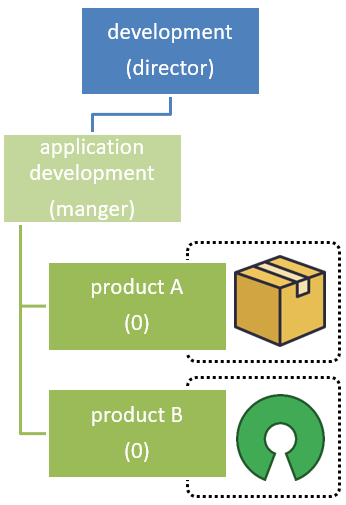 development
(director)
application
development
(manger)
product A
(0)
product B
(0)